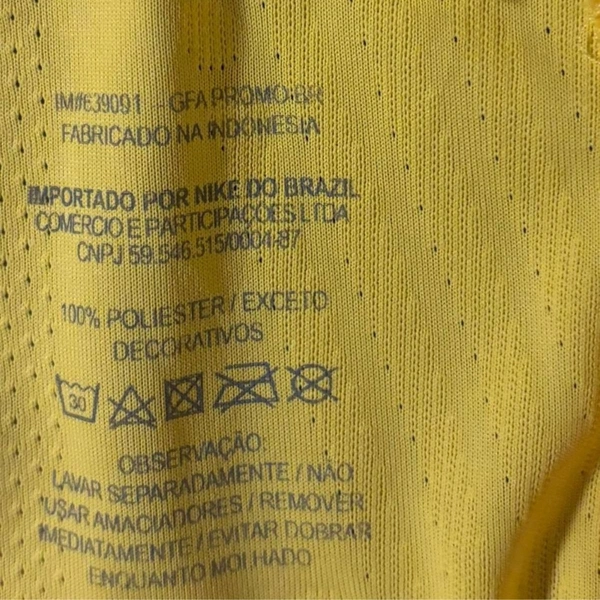 IM#639091 - GFA PROMO-BR
FABRICADO NA INDONESIA
IMPORTADO POR NIKE DO BRAZIL
COMERCIO E PARTICIPACOES LTDA
CNPJ 59.546.515/0004-87
100% POLIESTER / EXCETO
DECORATIVOS
30
OBSERVAÇÃO:
LAVAR SEPARADAMENTE / NÃO
USAR AMACIADORES / REMOVER
IMEDIATAMENTE / EVITAR DOBRAR
ENQUANTO MOLHADO